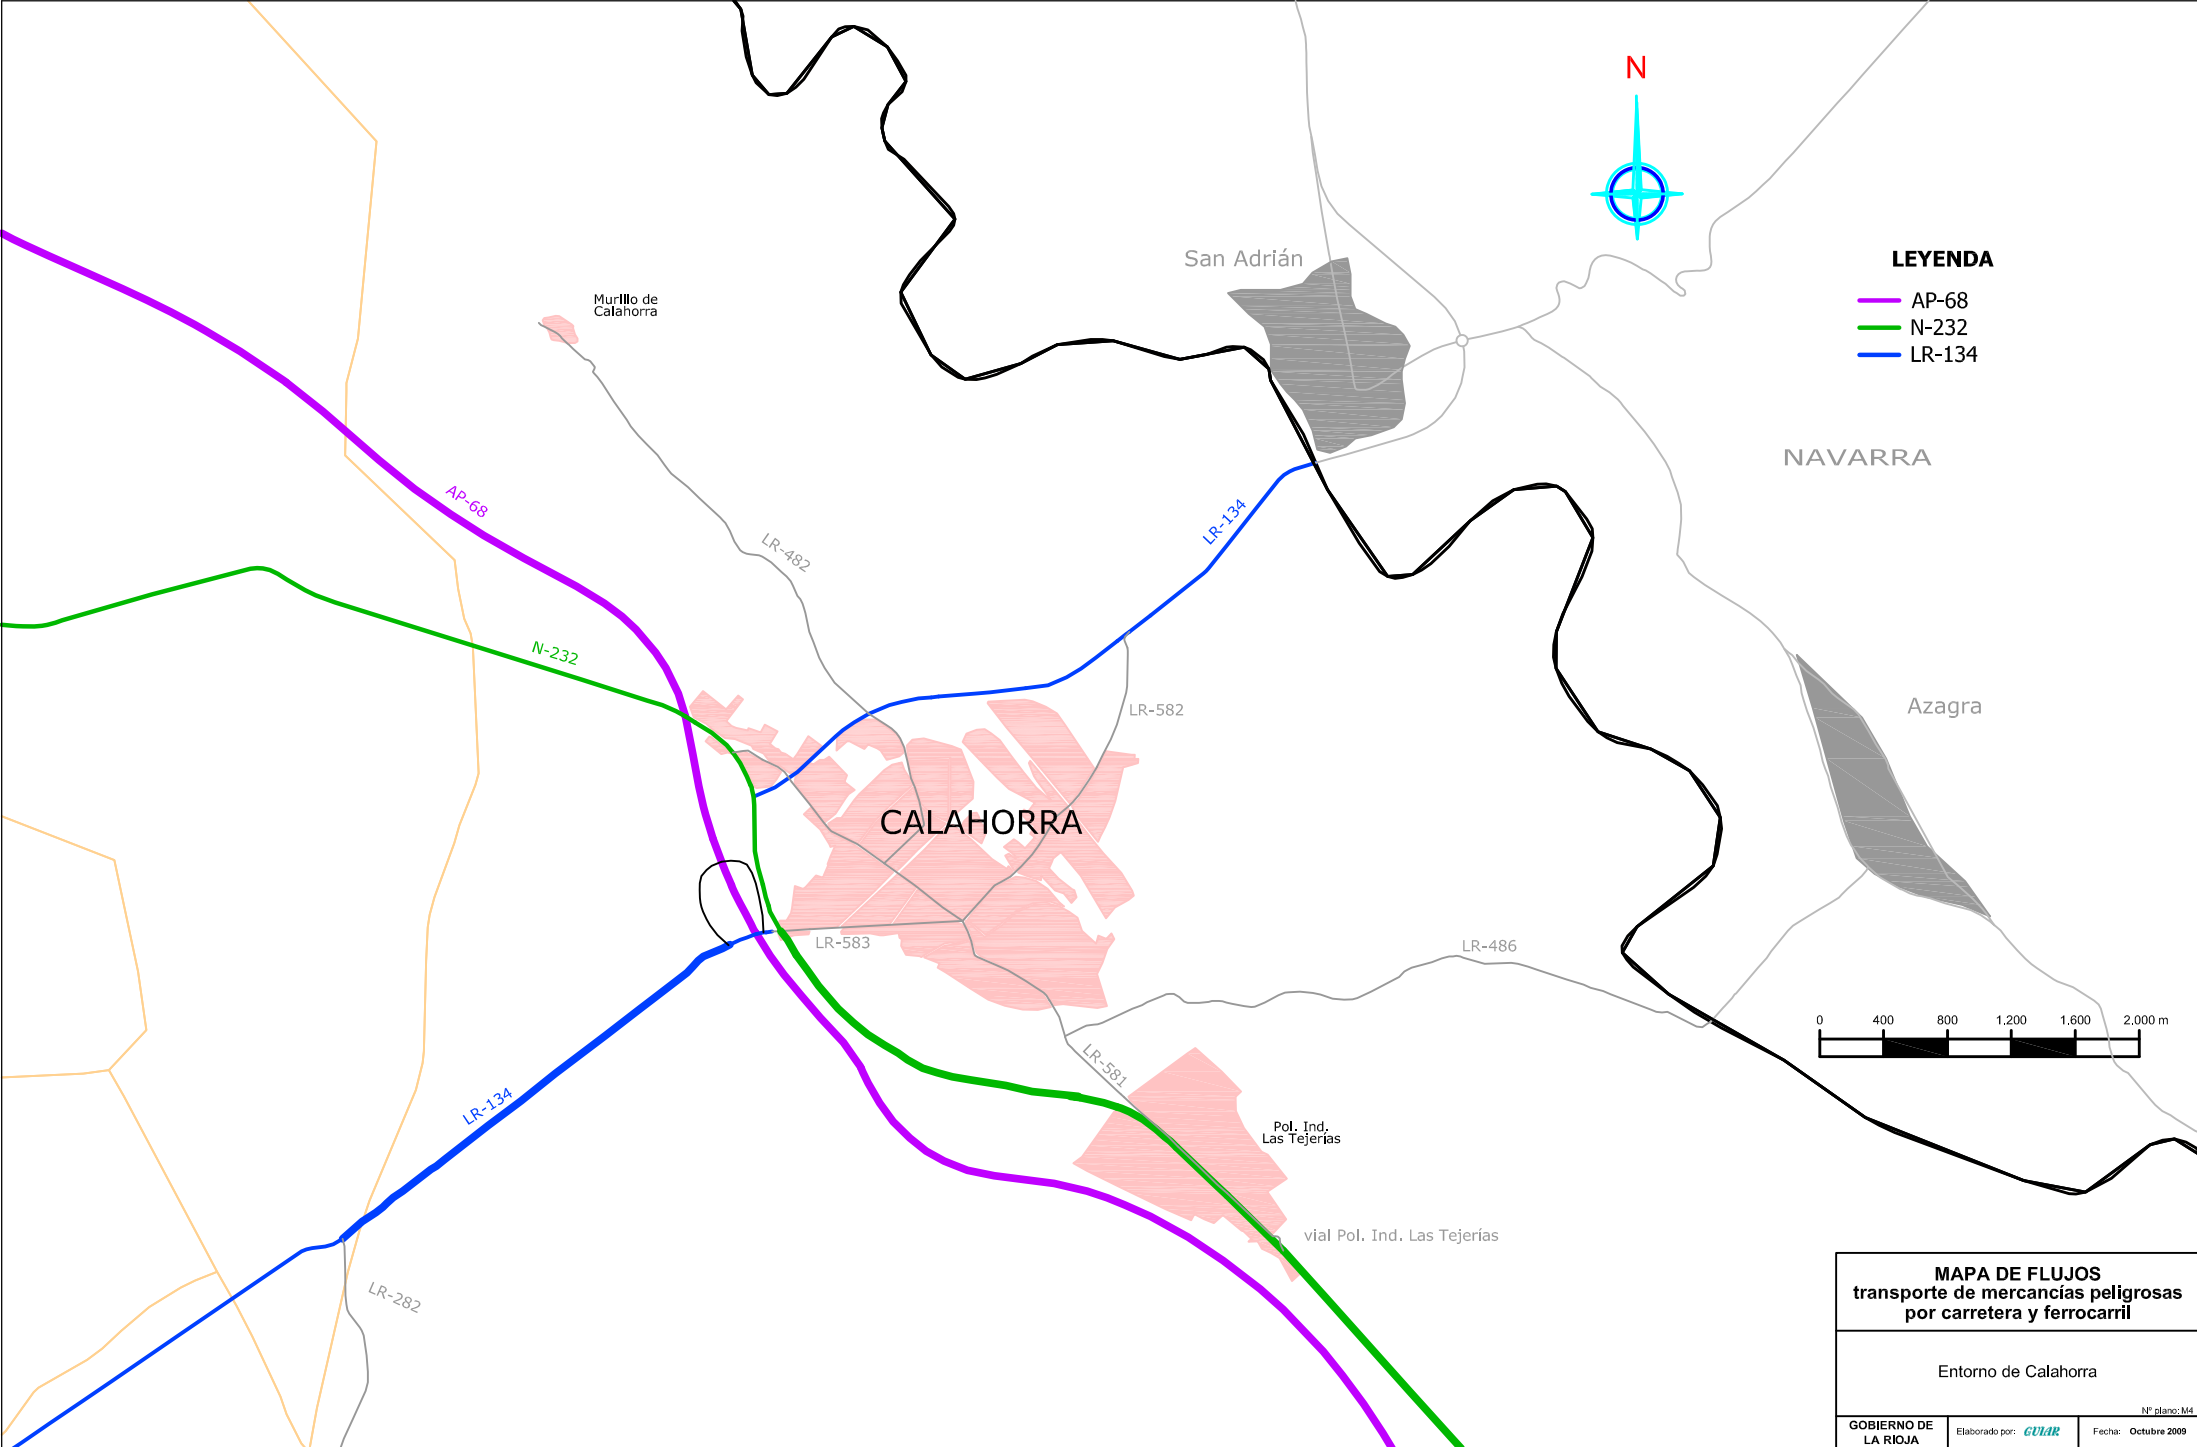 N
San Adrián
LEYENDA
AP-68
N-232
LR-134
Murillo de
Calahorra
NAVARRA
AP-68
LR-134
LR-482
N-232
LR-582
Azagra
CALAHORRA
LR-583
LR-486
0 400 800 1.200 1.600 2.000 m
LR-581
LR-134
Pol. Ind.
Las Tejerías
vial Pol. Ind. Las Tejerías
LR-282
MAPA DE FLUJOS
transporte de mercancías peligrosas
por carretera y ferrocarril
Entorno de Calahorra
Nº plano: M4
GOBIERNO DE
LA RIOJA
Elaborado por: GUIAR
Fecha: Octubre 2009